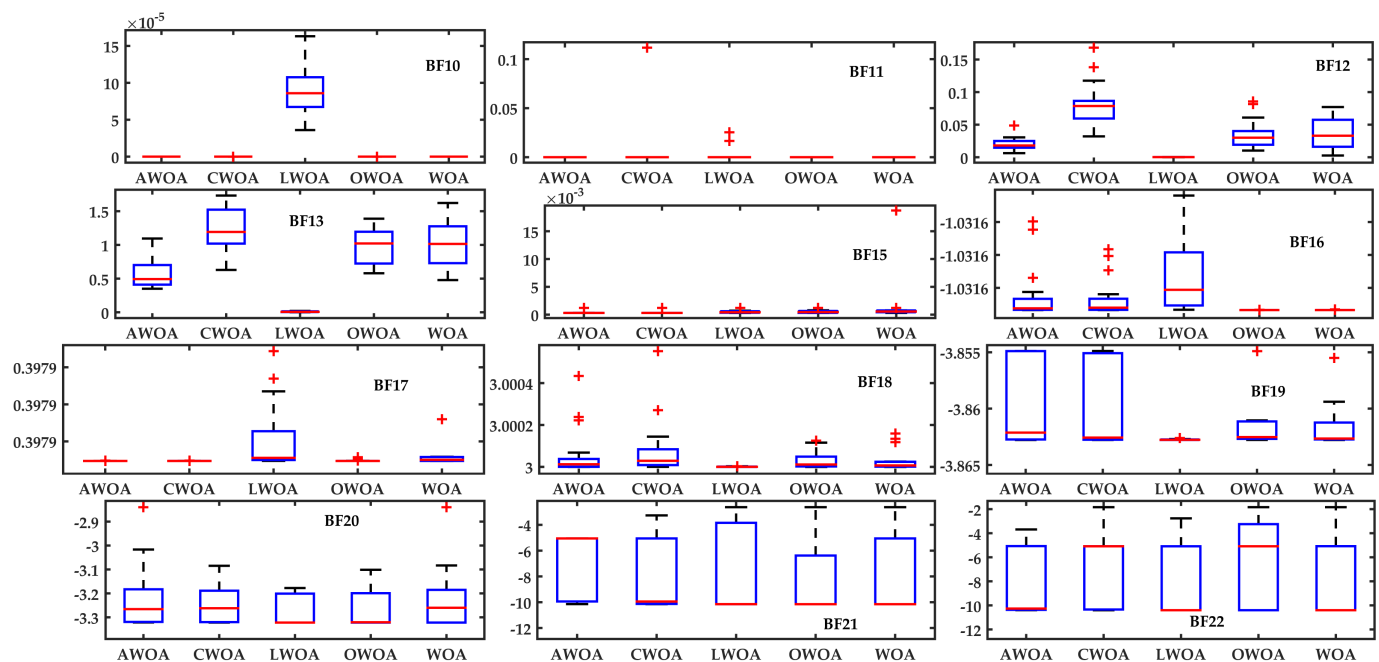 ×10⁻⁵
15
10
5
0
BF10
AWOA CWOA LWOA OWOA WOA
0.1
0.05
0
BF11
AWOA CWOA LWOA OWOA WOA
0.15
0.1
0.05
0
BF12
AWOA CWOA LWOA OWOA WOA
1.5
1
0.5
0
BF13
AWOA CWOA LWOA OWOA WOA
×10⁻³
15
10
5
0
BF15
AWOA CWOA LWOA OWOA WOA
-1.0316
-1.0316
-1.0316
BF16
AWOA CWOA LWOA OWOA WOA
0.3979
0.3979
0.3979
BF17
AWOA CWOA LWOA OWOA WOA
3.0004
3.0002
3
BF18
AWOA CWOA LWOA OWOA WOA
-3.855
-3.86
-3.865
BF19
AWOA CWOA LWOA OWOA WOA
-2.9
-3
-3.1
-3.2
-3.3
BF20
AWOA CWOA LWOA OWOA WOA
-4
-6
-8
-10
-12
BF21
AWOA CWOA LWOA OWOA WOA
-2
-4
-6
-8
-10
-12
BF22
AWOA CWOA LWOA OWOA WOA